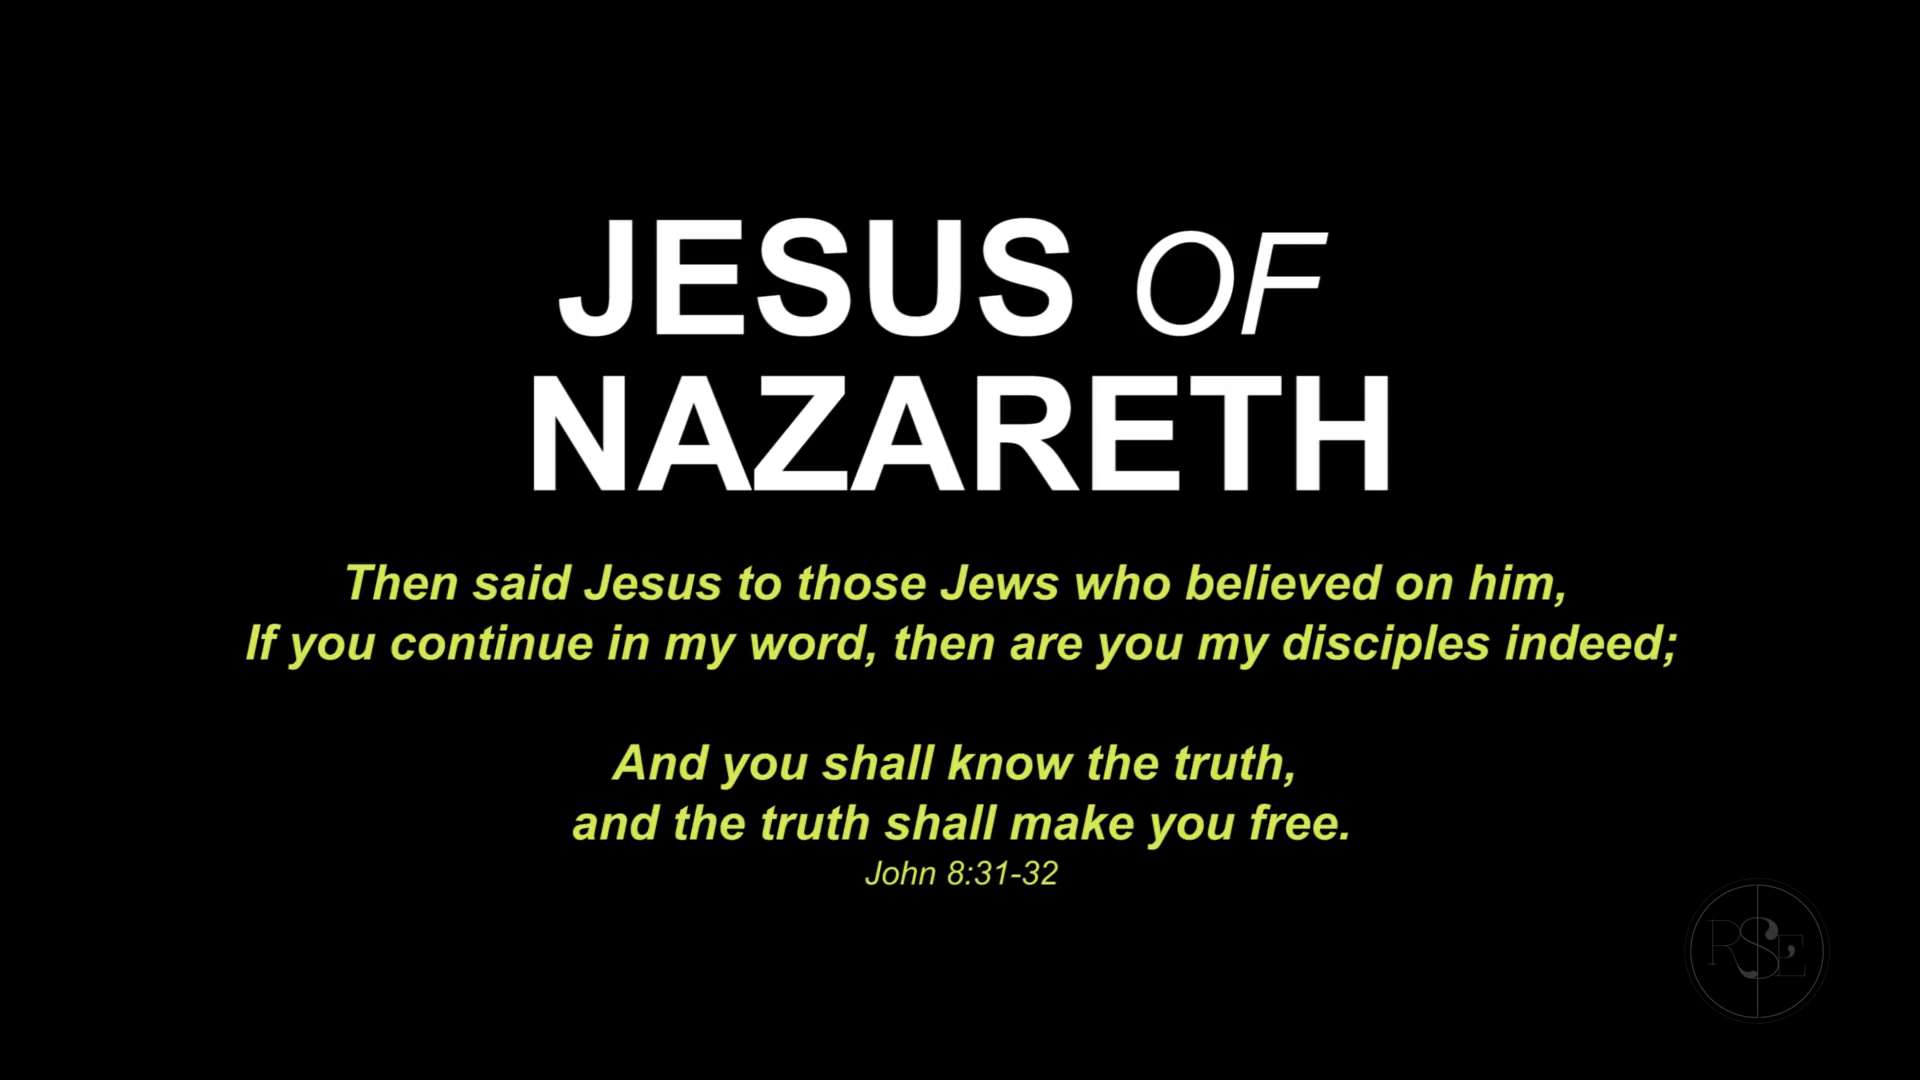 JESUS OF
NAZARETH
Then said Jesus to those Jews who believed on him,
If you continue in my word, then are you my disciples indeed;
And you shall know the truth,
and the truth shall make you free.
John 8:31-32
RSE